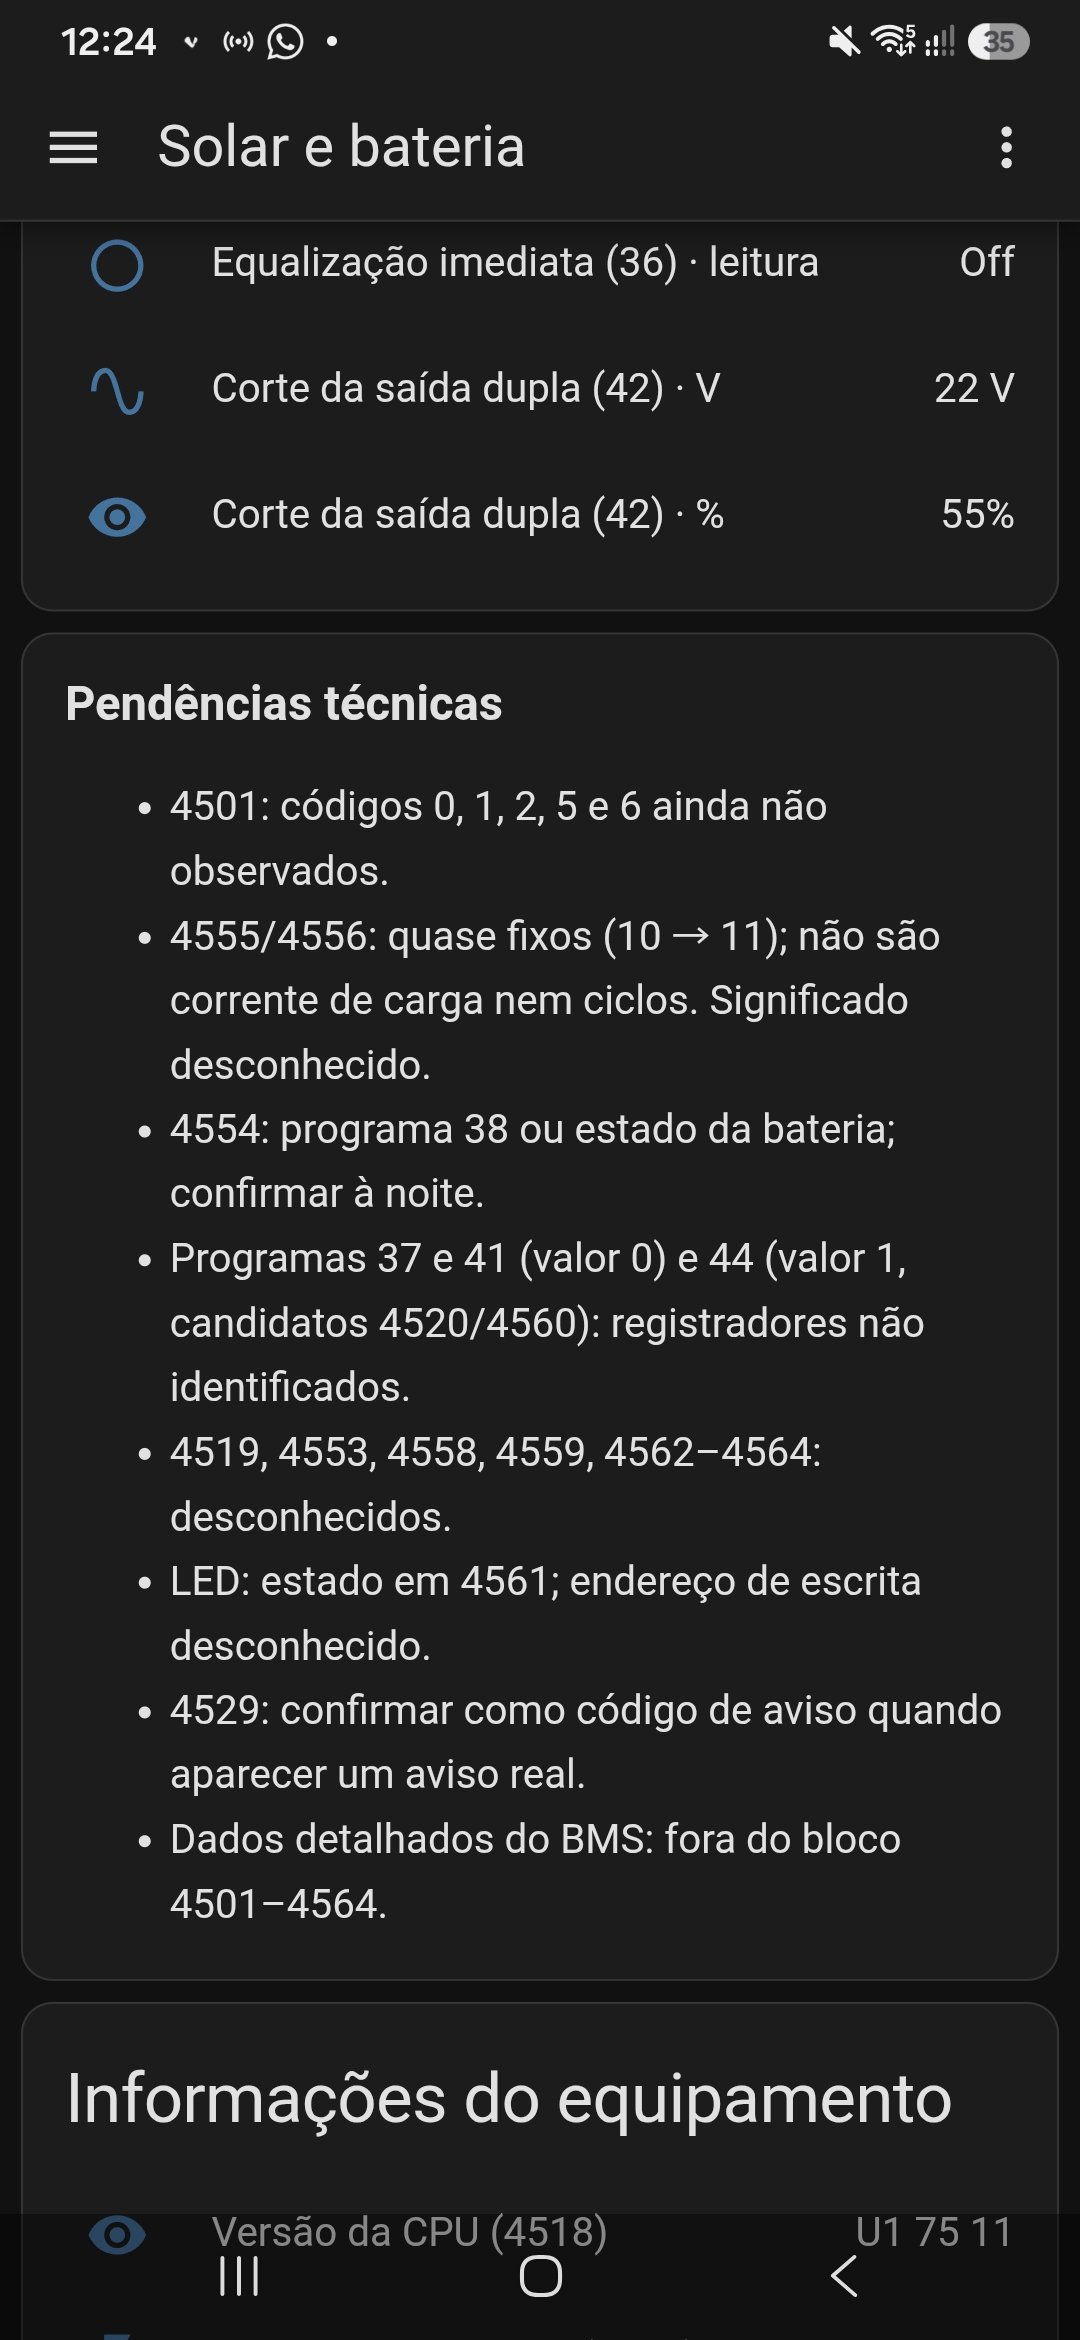 12:24
5
35
Solar e bateria
Equalização imediata (36) · leitura Off
Corte da saída dupla (42) · V 22 V
Corte da saída dupla (42) · % 55%
Pendências técnicas
• 4501: códigos 0, 1, 2, 5 e 6 ainda não
observados.
• 4555/4556: quase fixos (10 → 11); não são
corrente de carga nem ciclos. Significado
desconhecido.
• 4554: programa 38 ou estado da bateria;
confirmar à noite.
• Programas 37 e 41 (valor 0) e 44 (valor 1,
candidatos 4520/4560): registradores não
identificados.
• 4519, 4553, 4558, 4559, 4562–4564:
desconhecidos.
• LED: estado em 4561; endereço de escrita
desconhecido.
• 4529: confirmar como código de aviso quando
aparecer um aviso real.
• Dados detalhados do BMS: fora do bloco
4501–4564.
Informações do equipamento
Versão da CPU (4518) U1 75 11